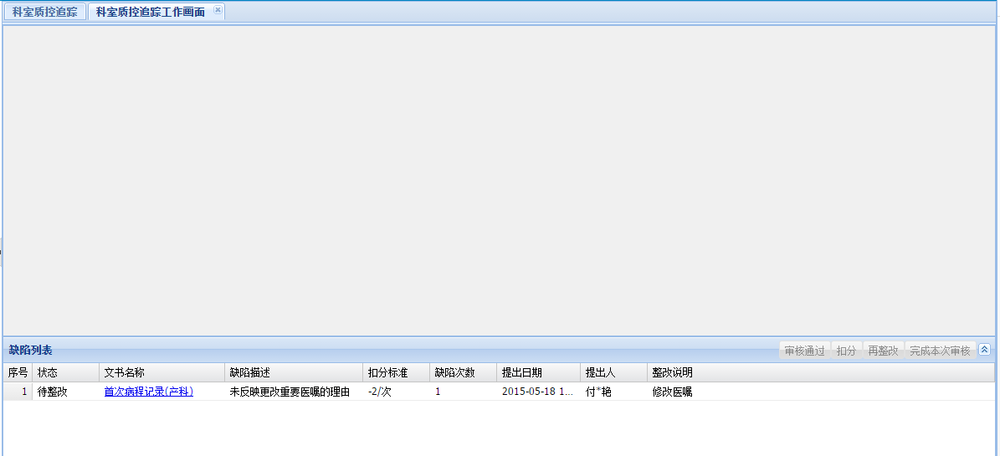 科室质控追踪 科室质控追踪工作画面
缺陷列表 审核通过 扣分 再整改 完成本次审核
序号 状态 文书名称 缺陷描述 扣分标准 缺陷次数 提出日期 提出人 整改说明
1 待整改 首次病程记录(产科) 未反映更改重要医嘱的理由 -2/次 1 2015-05-18 1... 付*艳 修改医嘱